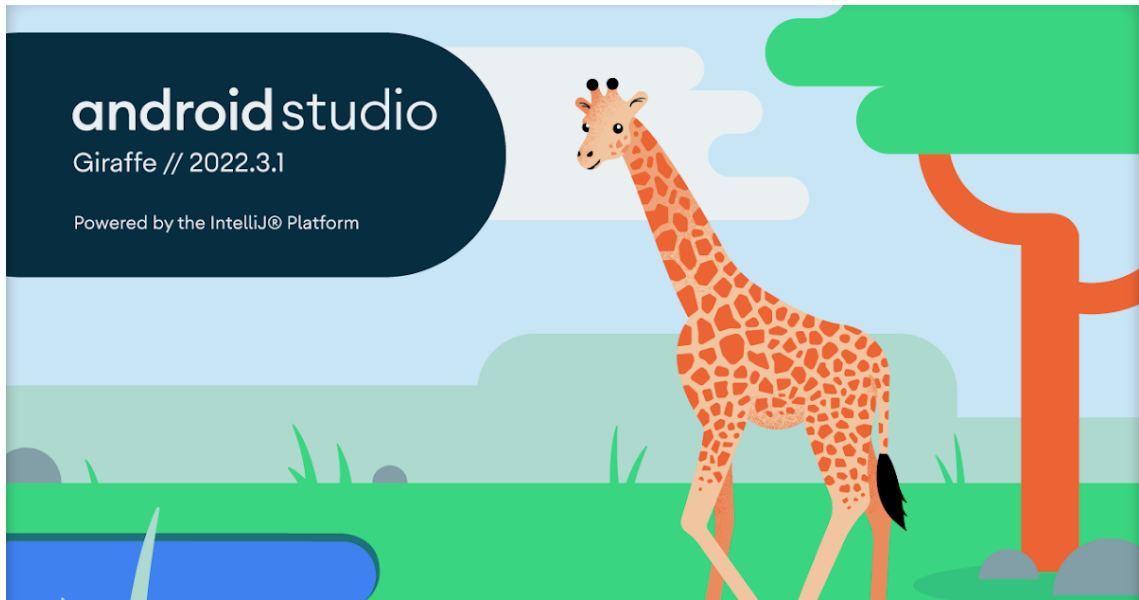 android studio
Giraffe // 2022.3.1
Powered by the IntelliJ® Platform